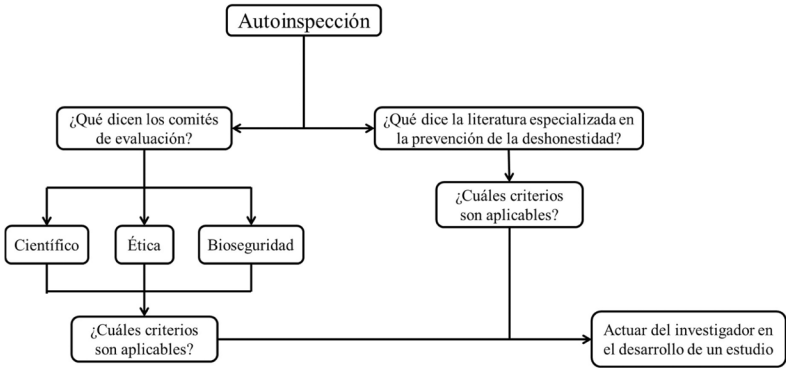 Autoinspección
¿Qué dicen los comités
de evaluación?
¿Qué dice la literatura especializada en
la prevención de la deshonestidad?
¿Cuáles criterios
son aplicables?
Científico
Ética
Bioseguridad
¿Cuáles criterios
son aplicables?
Actuar del investigador en
el desarrollo de un estudio